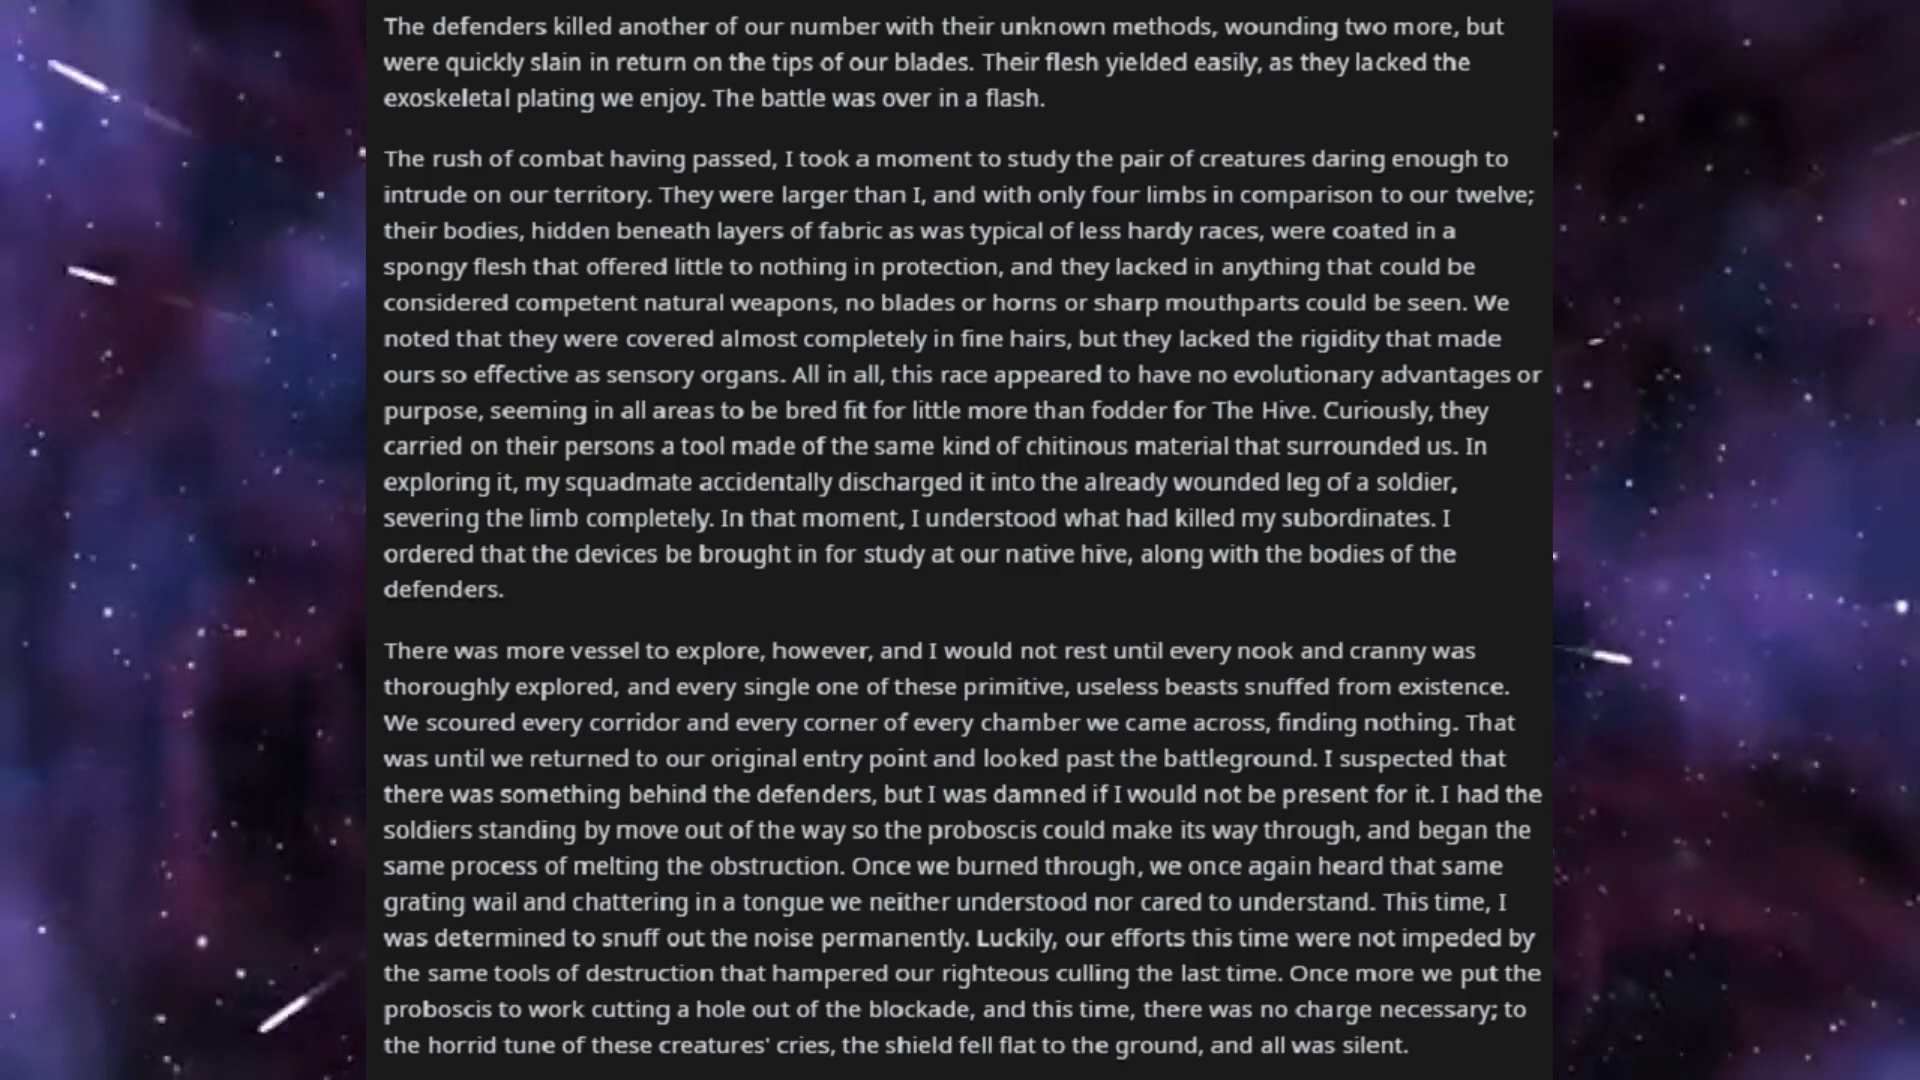 The defenders killed another of our number with their unknown methods, wounding two more, but
were quickly slain in return on the tips of our blades. Their flesh yielded easily, as they lacked the
exoskeletal plating we enjoy. The battle was over in a flash.
The rush of combat having passed, I took a moment to study the pair of creatures daring enough to
intrude on our territory. They were larger than I, and with only four limbs in comparison to our twelve;
their bodies, hidden beneath layers of fabric as was typical of less hardy races, were coated in a
spongy flesh that offered little to nothing in protection, and they lacked in anything that could be
considered competent natural weapons, no blades or horns or sharp mouthparts could be seen. We
noted that they were covered almost completely in fine hairs, but they lacked the rigidity that made
ours so effective as sensory organs. All in all, this race appeared to have no evolutionary advantages or
purpose, seeming in all areas to be bred fit for little more than fodder for The Hive. Curiously, they
carried on their persons a tool made of the same kind of chitinous material that surrounded us. In
exploring it, my squadmate accidentally discharged it into the already wounded leg of a soldier,
severing the limb completely. In that moment, I understood what had killed my subordinates. I
ordered that the devices be brought in for study at our native hive, along with the bodies of the
defenders.
There was more vessel to explore, however, and I would not rest until every nook and cranny was
thoroughly explored, and every single one of these primitive, useless beasts snuffed from existence.
We scoured every corridor and every corner of every chamber we came across, finding nothing. That
was until we returned to our original entry point and looked past the battleground. I suspected that
there was something behind the defenders, but I was damned if I would not be present for it. I had the
soldiers standing by move out of the way so the proboscis could make its way through, and began the
same process of melting the obstruction. Once we burned through, we once again heard that same
grating wail and chattering in a tongue we neither understood nor cared to understand. This time, I
was determined to snuff out the noise permanently. Luckily, our efforts this time were not impeded by
the same tools of destruction that hampered our righteous culling the last time. Once more we put the
proboscis to work cutting a hole out of the blockade, and this time, there was no charge necessary; to
the horrid tune of these creatures' cries, the shield fell flat to the ground, and all was silent.